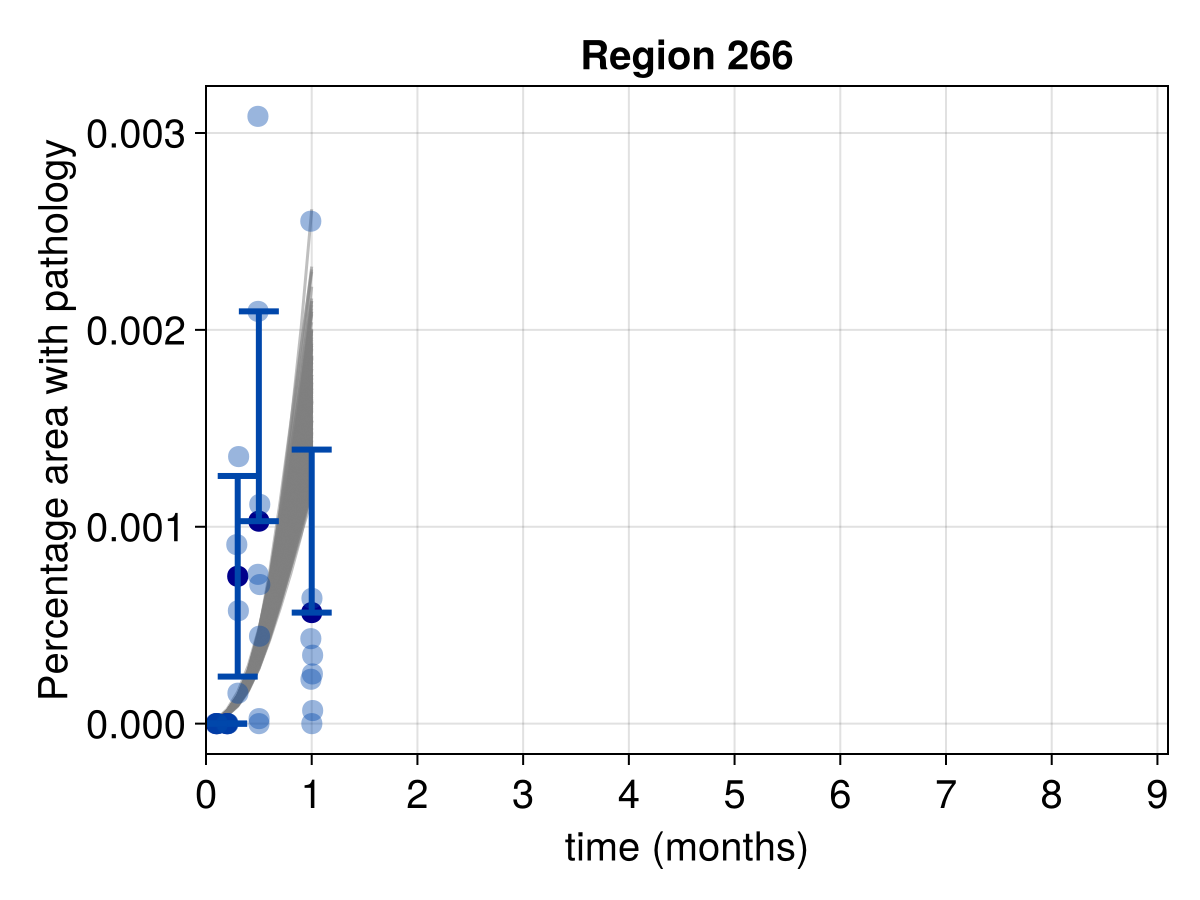 Region 266
Percentage area with pathology
0.003
0.002
0.001
0.000
0 1 2 3 4 5 6 7 8 9
time (months)